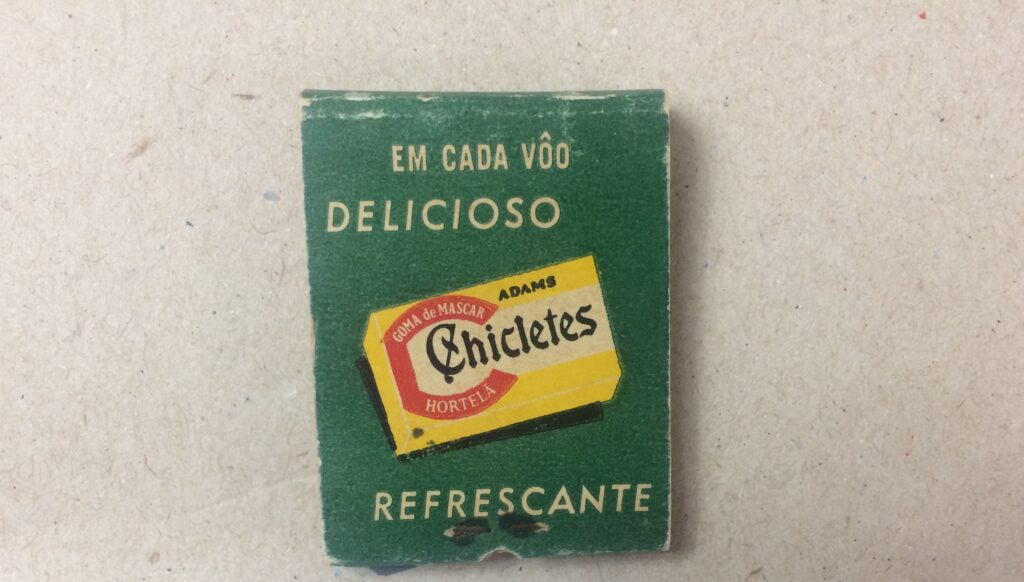 EM CADA VÔO
DELICIOSO
ADAMS
GOMA de MASCAR
Chicletes
HORTELÃ
REFRESCANTE